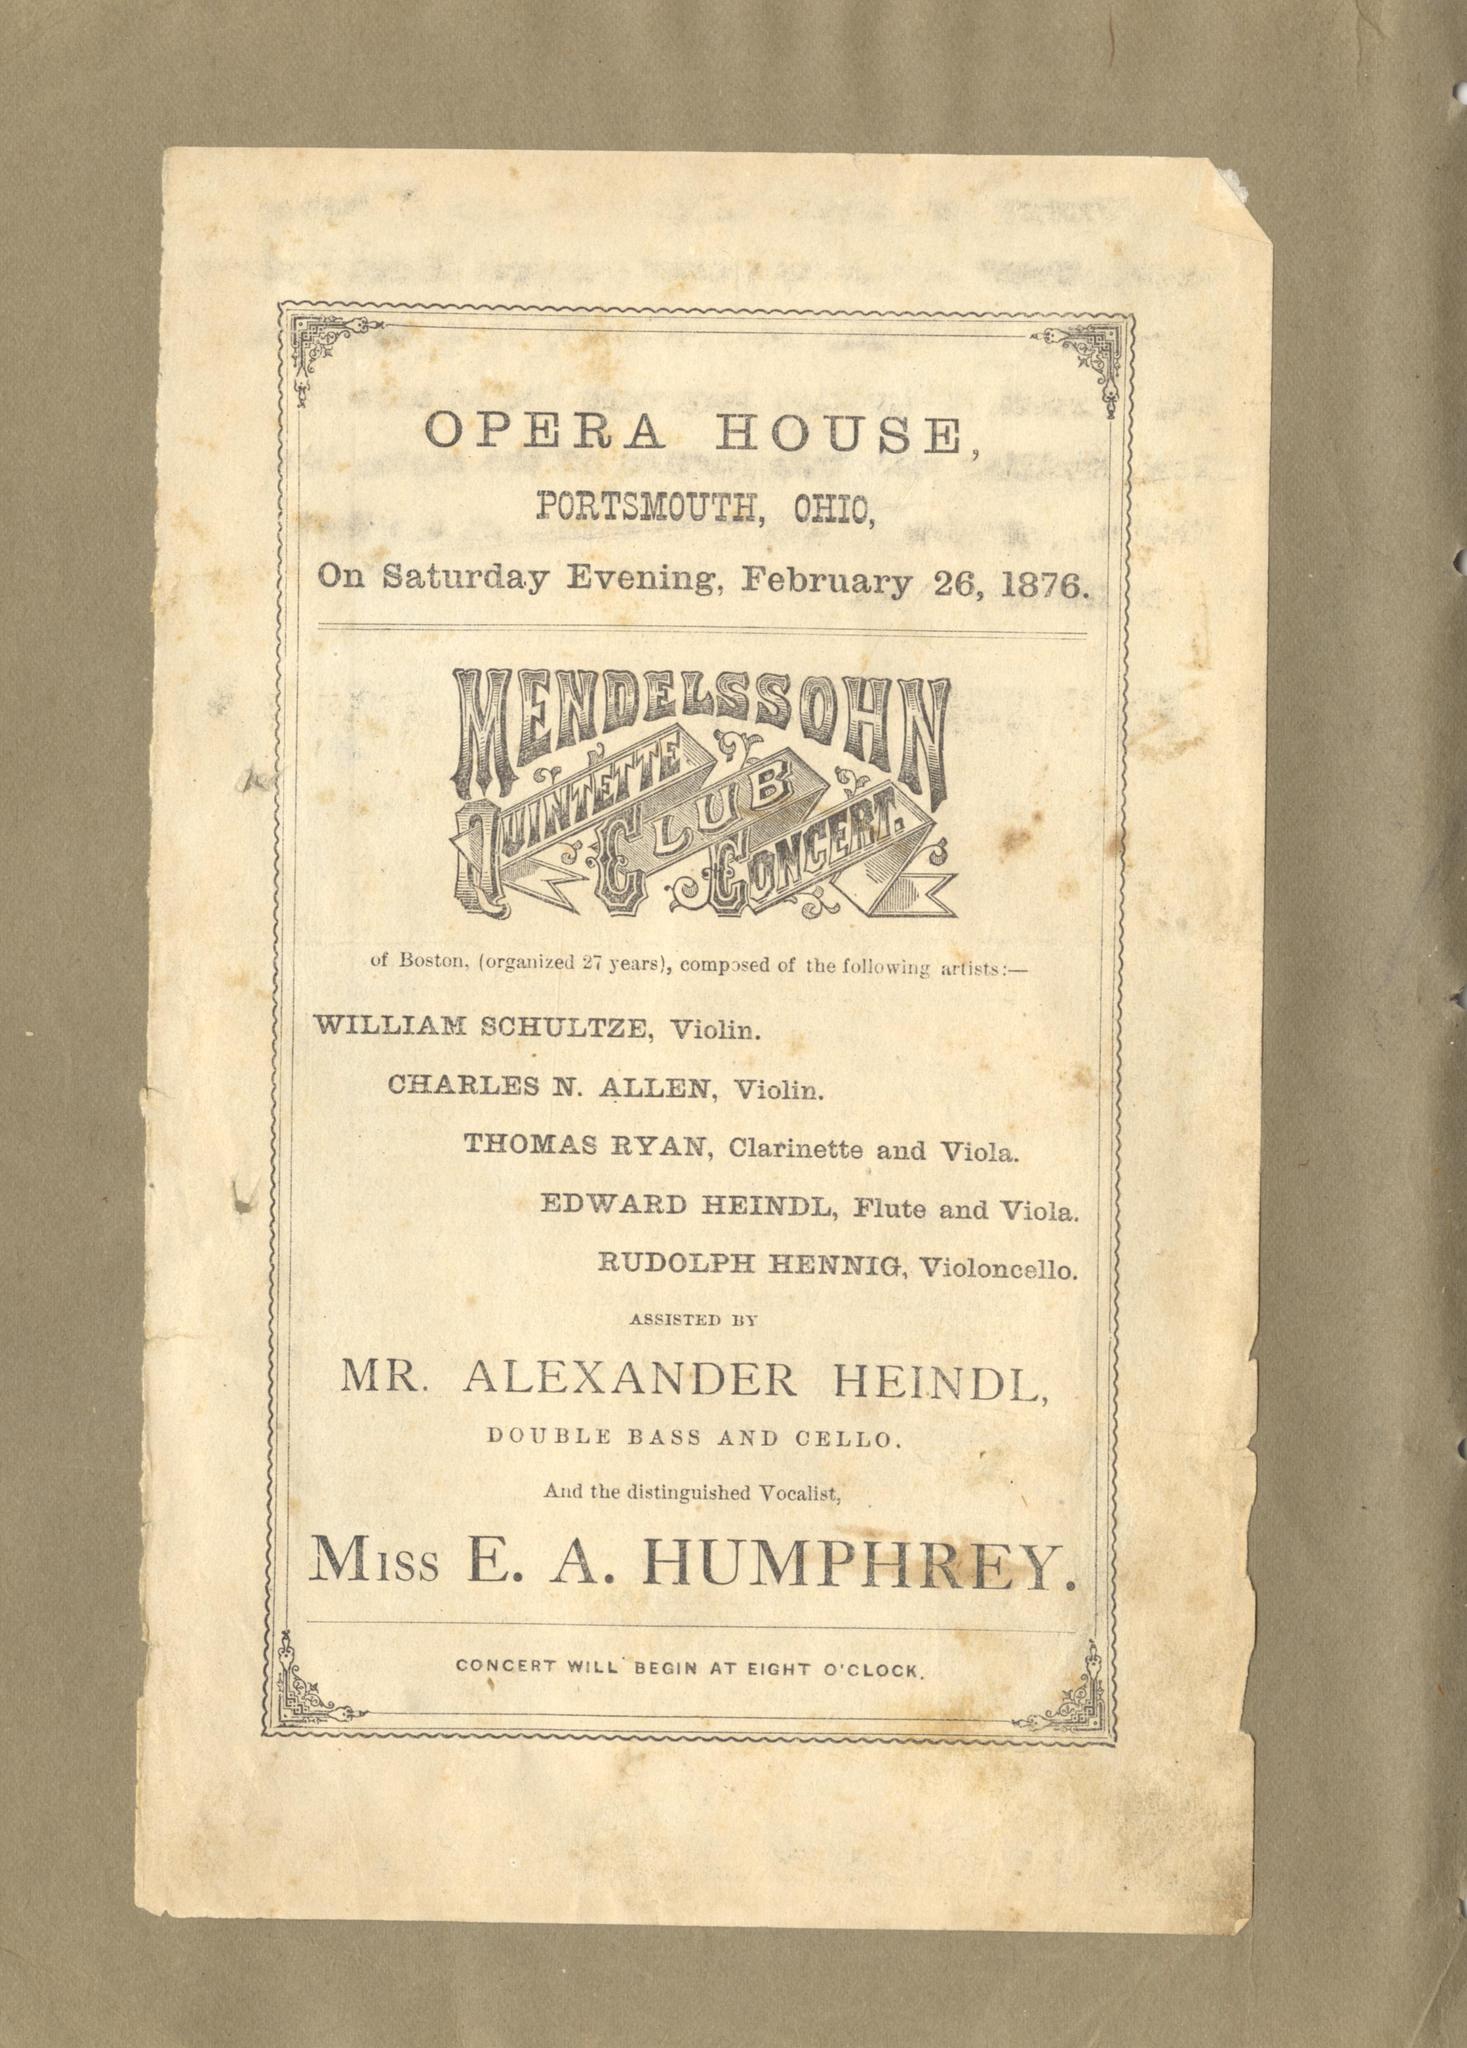 OPERA HOUSE,
PORTSMOUTH, OHIO,
On Saturday Evening, February 26, 1876.
MENDELSSOHN
QUINTETTE
CLUB
CONCERT.
of Boston, (organized 27 years), composed of the following artists:—
WILLIAM SCHULTZE, Violin.
CHARLES N. ALLEN, Violin.
THOMAS RYAN, Clarinette and Viola.
EDWARD HEINDL, Flute and Viola.
RUDOLPH HENNIG, Violoncello.
ASSISTED BY
MR. ALEXANDER HEINDL,
DOUBLE BASS AND CELLO.
And the distinguished Vocalist,
Miss E. A. HUMPHREY.
CONCERT WILL BEGIN AT EIGHT O'CLOCK.